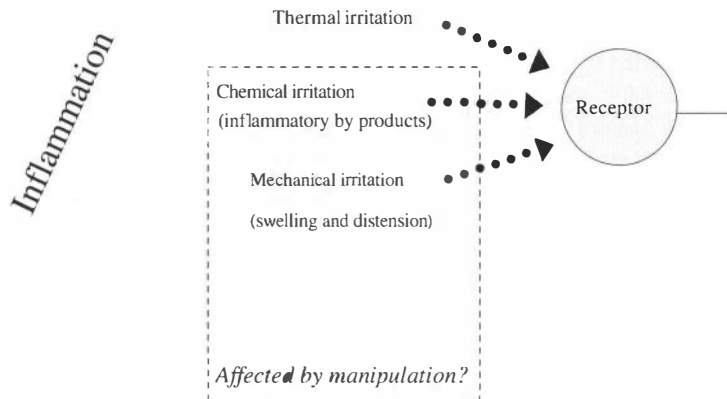 Thermal irritation
Inflammation
Chemical irritation
(inflammatory by products)
Receptor
Mechanical irritation
(swelling and distension)
Affected by manipulation?